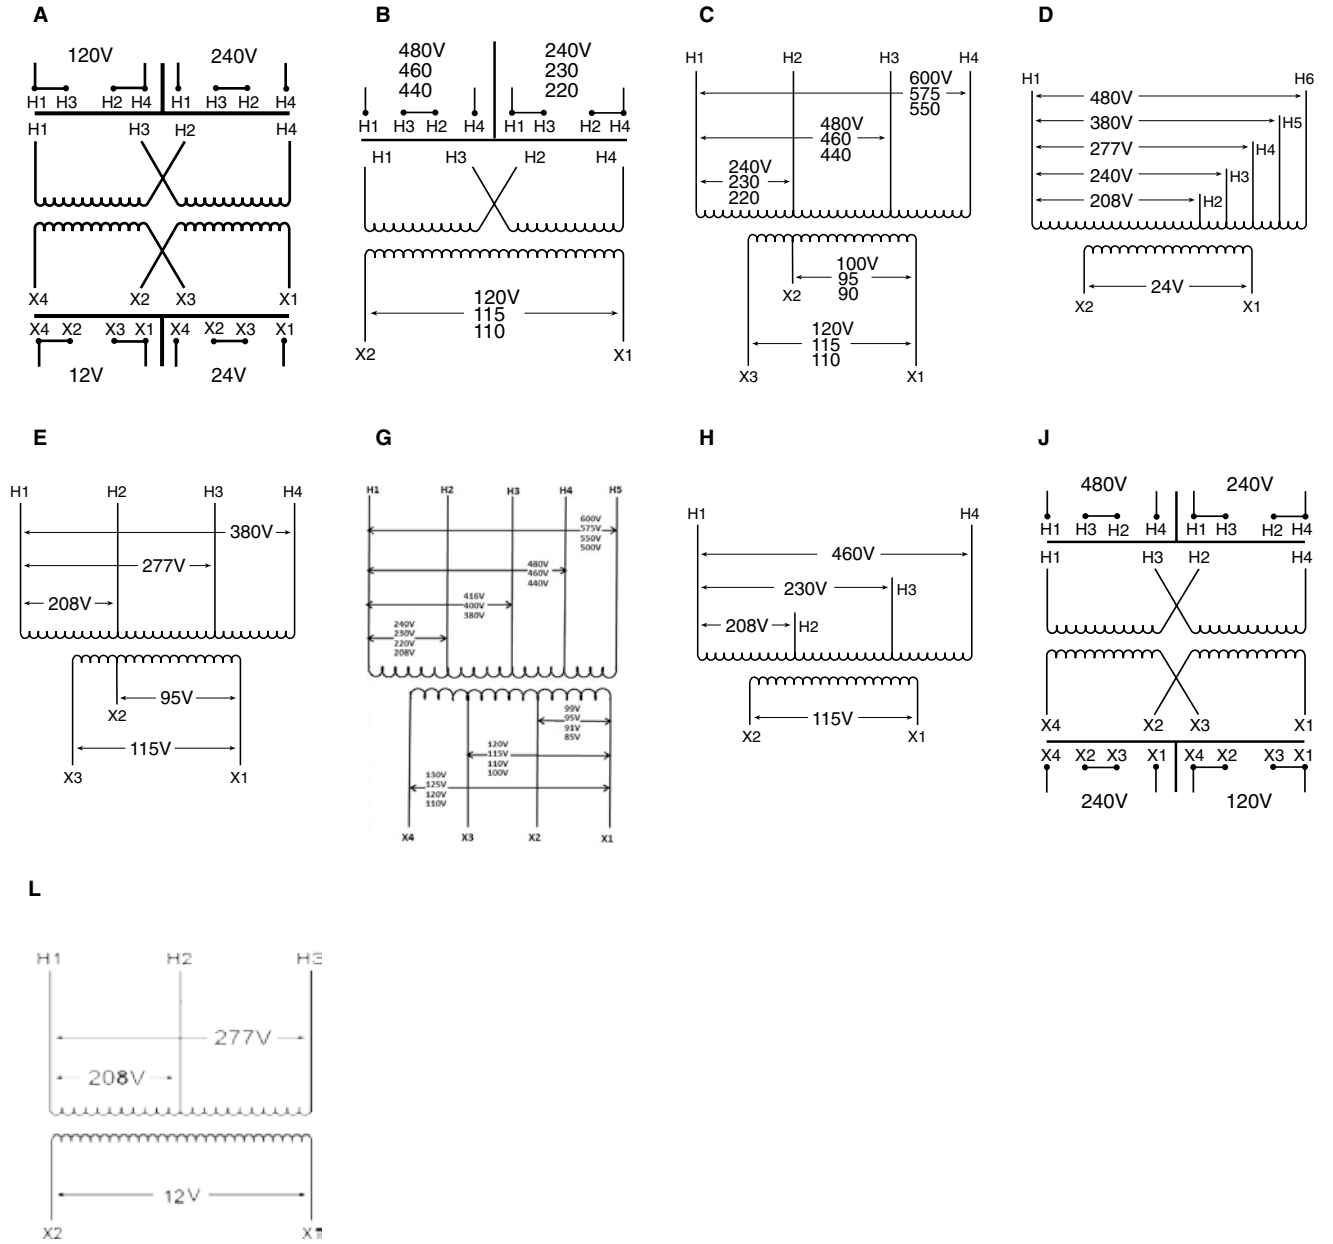 A
120V 240V
H1 H3 H2 H4 H1 H3 H2 H4
H1 H3 H2 H4
X4 X2 X3 X1
X4 X2 X3 X1 X4 X2 X3 X1
12V 24V
B
480V 240V
460 230
440 220
H1 H3 H2 H4 H1 H3 H2 H4
H1 H3 H2 H4
120V
115
110
X2 X1
C
H1 H2 H3 H4
600V
575
550
480V
460
440
240V
230
220
100V
95
90
X2
120V
115
110
X3 X1
D
H1 H6
480V
380V H5
277V H4
240V H3
208V H2
24V
X2 X1
E
H1 H2 H3 H4
380V
277V
208V
95V
X2
115V
X3 X1
G
H1 H2 H3 H4 H5
600V
575V
550V
500V
480V
460V
440V
416V
400V
380V
240V
230V
220V
208V
99V
95V
91V
85V
120V
115V
110V
100V
130V
125V
120V
110V
X4 X3 X2 X1
H
H1 H4
460V
230V H3
208V H2
115V
X2 X1
J
480V 240V
H1 H3 H2 H4 H1 H3 H2 H4
H1 H3 H2 H4
X4 X2 X3 X1
X4 X2 X3 X1 X4 X2 X3 X1
240V 120V
L
H1 H2 H3
277V
208V
12V
X2 X1